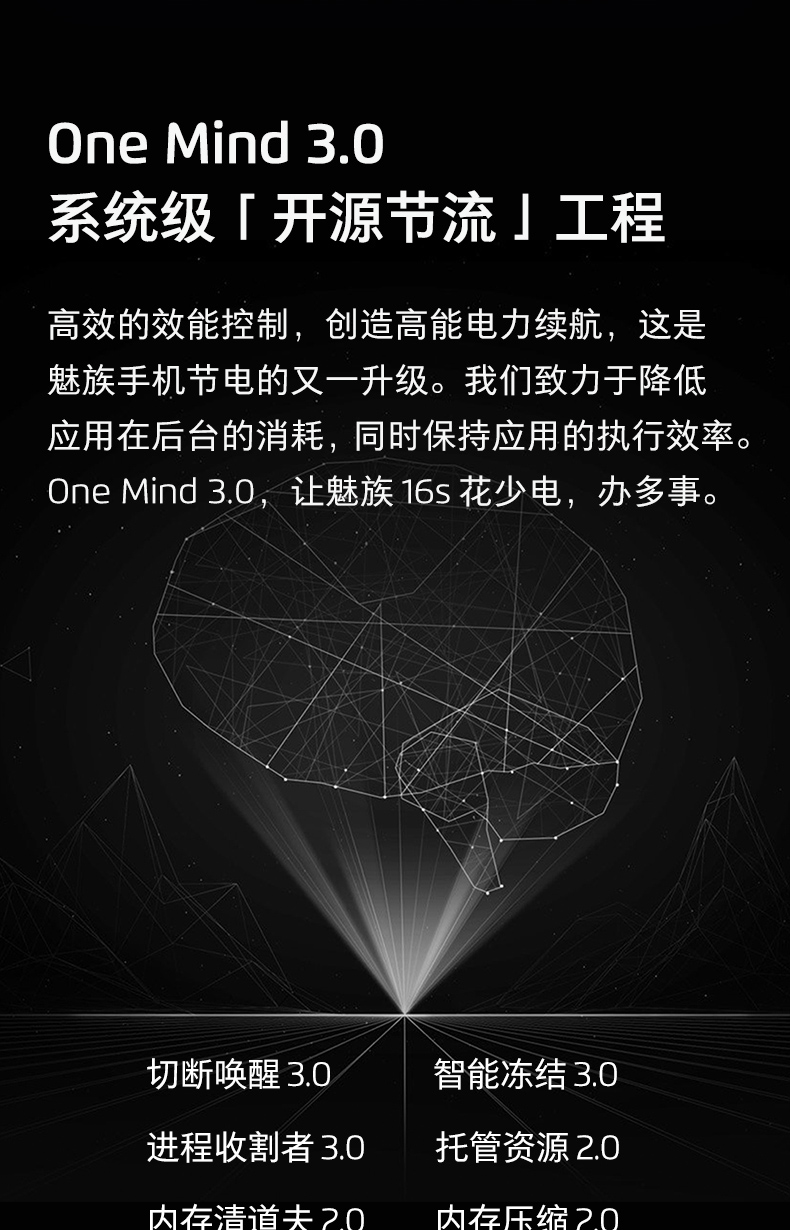 One Mind 3.0
系统级「开源节流」工程
高效的效能控制，创造高能电力续航，这是
魅族手机节电的又一升级。我们致力于降低
应用在后台的消耗，同时保持应用的执行效率。
One Mind 3.0，让魅族 16s 花少电，办多事。
切断唤醒 3.0 智能冻结 3.0
进程收割者 3.0 托管资源 2.0
内存清道夫 2.0 内存压缩 2.0